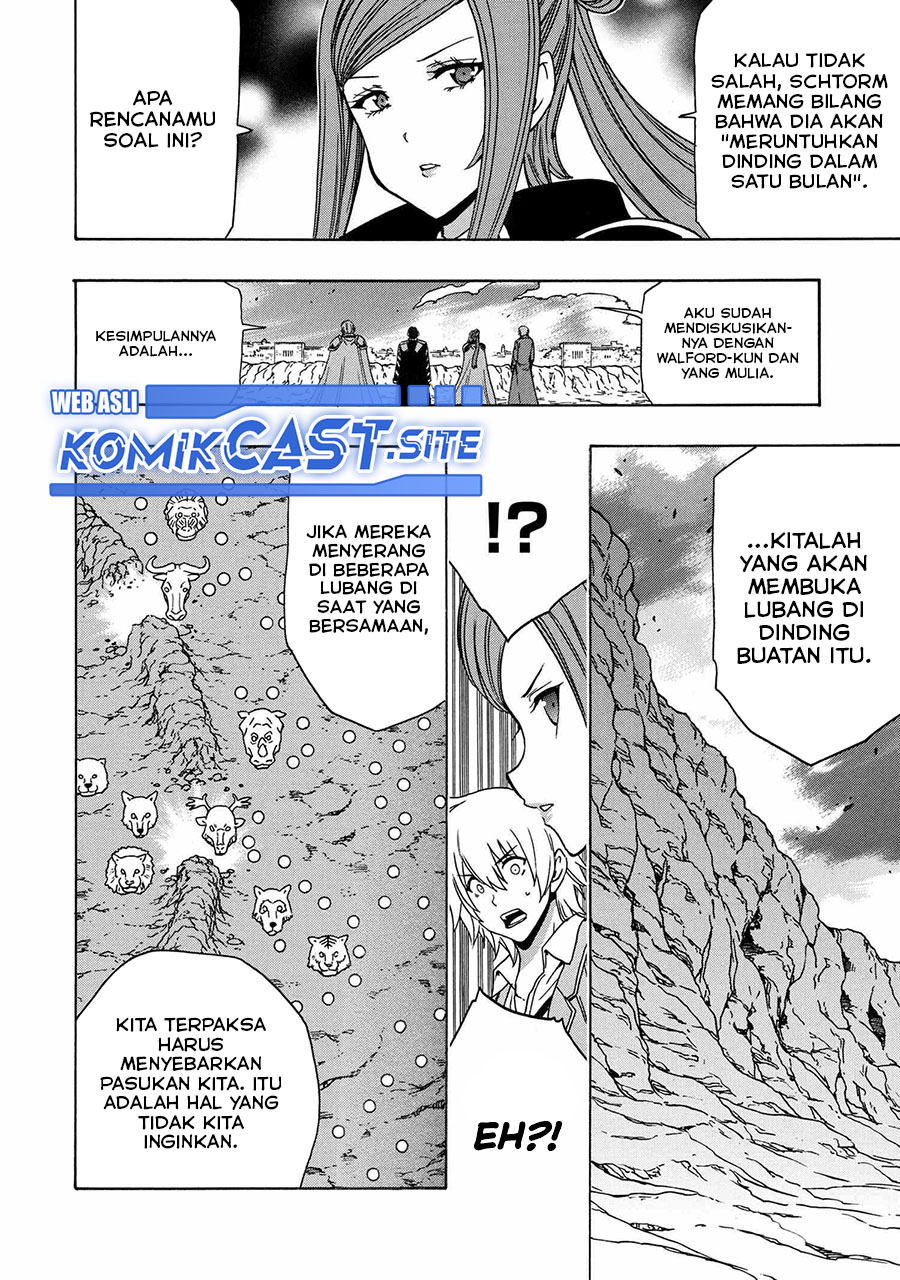 KALAU TIDAK
SALAH, SCHTORM
MEMANG BILANG
BAHWA DIA AKAN
"MERUNTUHKAN
DINDING DALAM
SATU BULAN".
APA
RENCANAMU
SOAL INI?
AKU SUDAH
MENDISKUSIKAN-
NYA DENGAN
WALFORD-KUN DAN
YANG MULIA.
KESIMPULANNYA
ADALAH...
WEB ASLI
KOMIKCAST.SITE
...KITALAH
YANG AKAN
MEMBUKA
LUBANG DI
DINDING
BUATAN ITU.
!?
EH?!
JIKA MEREKA
MENYERANG
DI BEBERAPA
LUBANG DI
SAAT YANG
BERSAMAAN,
KITA TERPAKSA
HARUS
MENYEBARKAN
PASUKAN KITA. ITU
ADALAH HAL YANG
TIDAK KITA
INGINKAN.